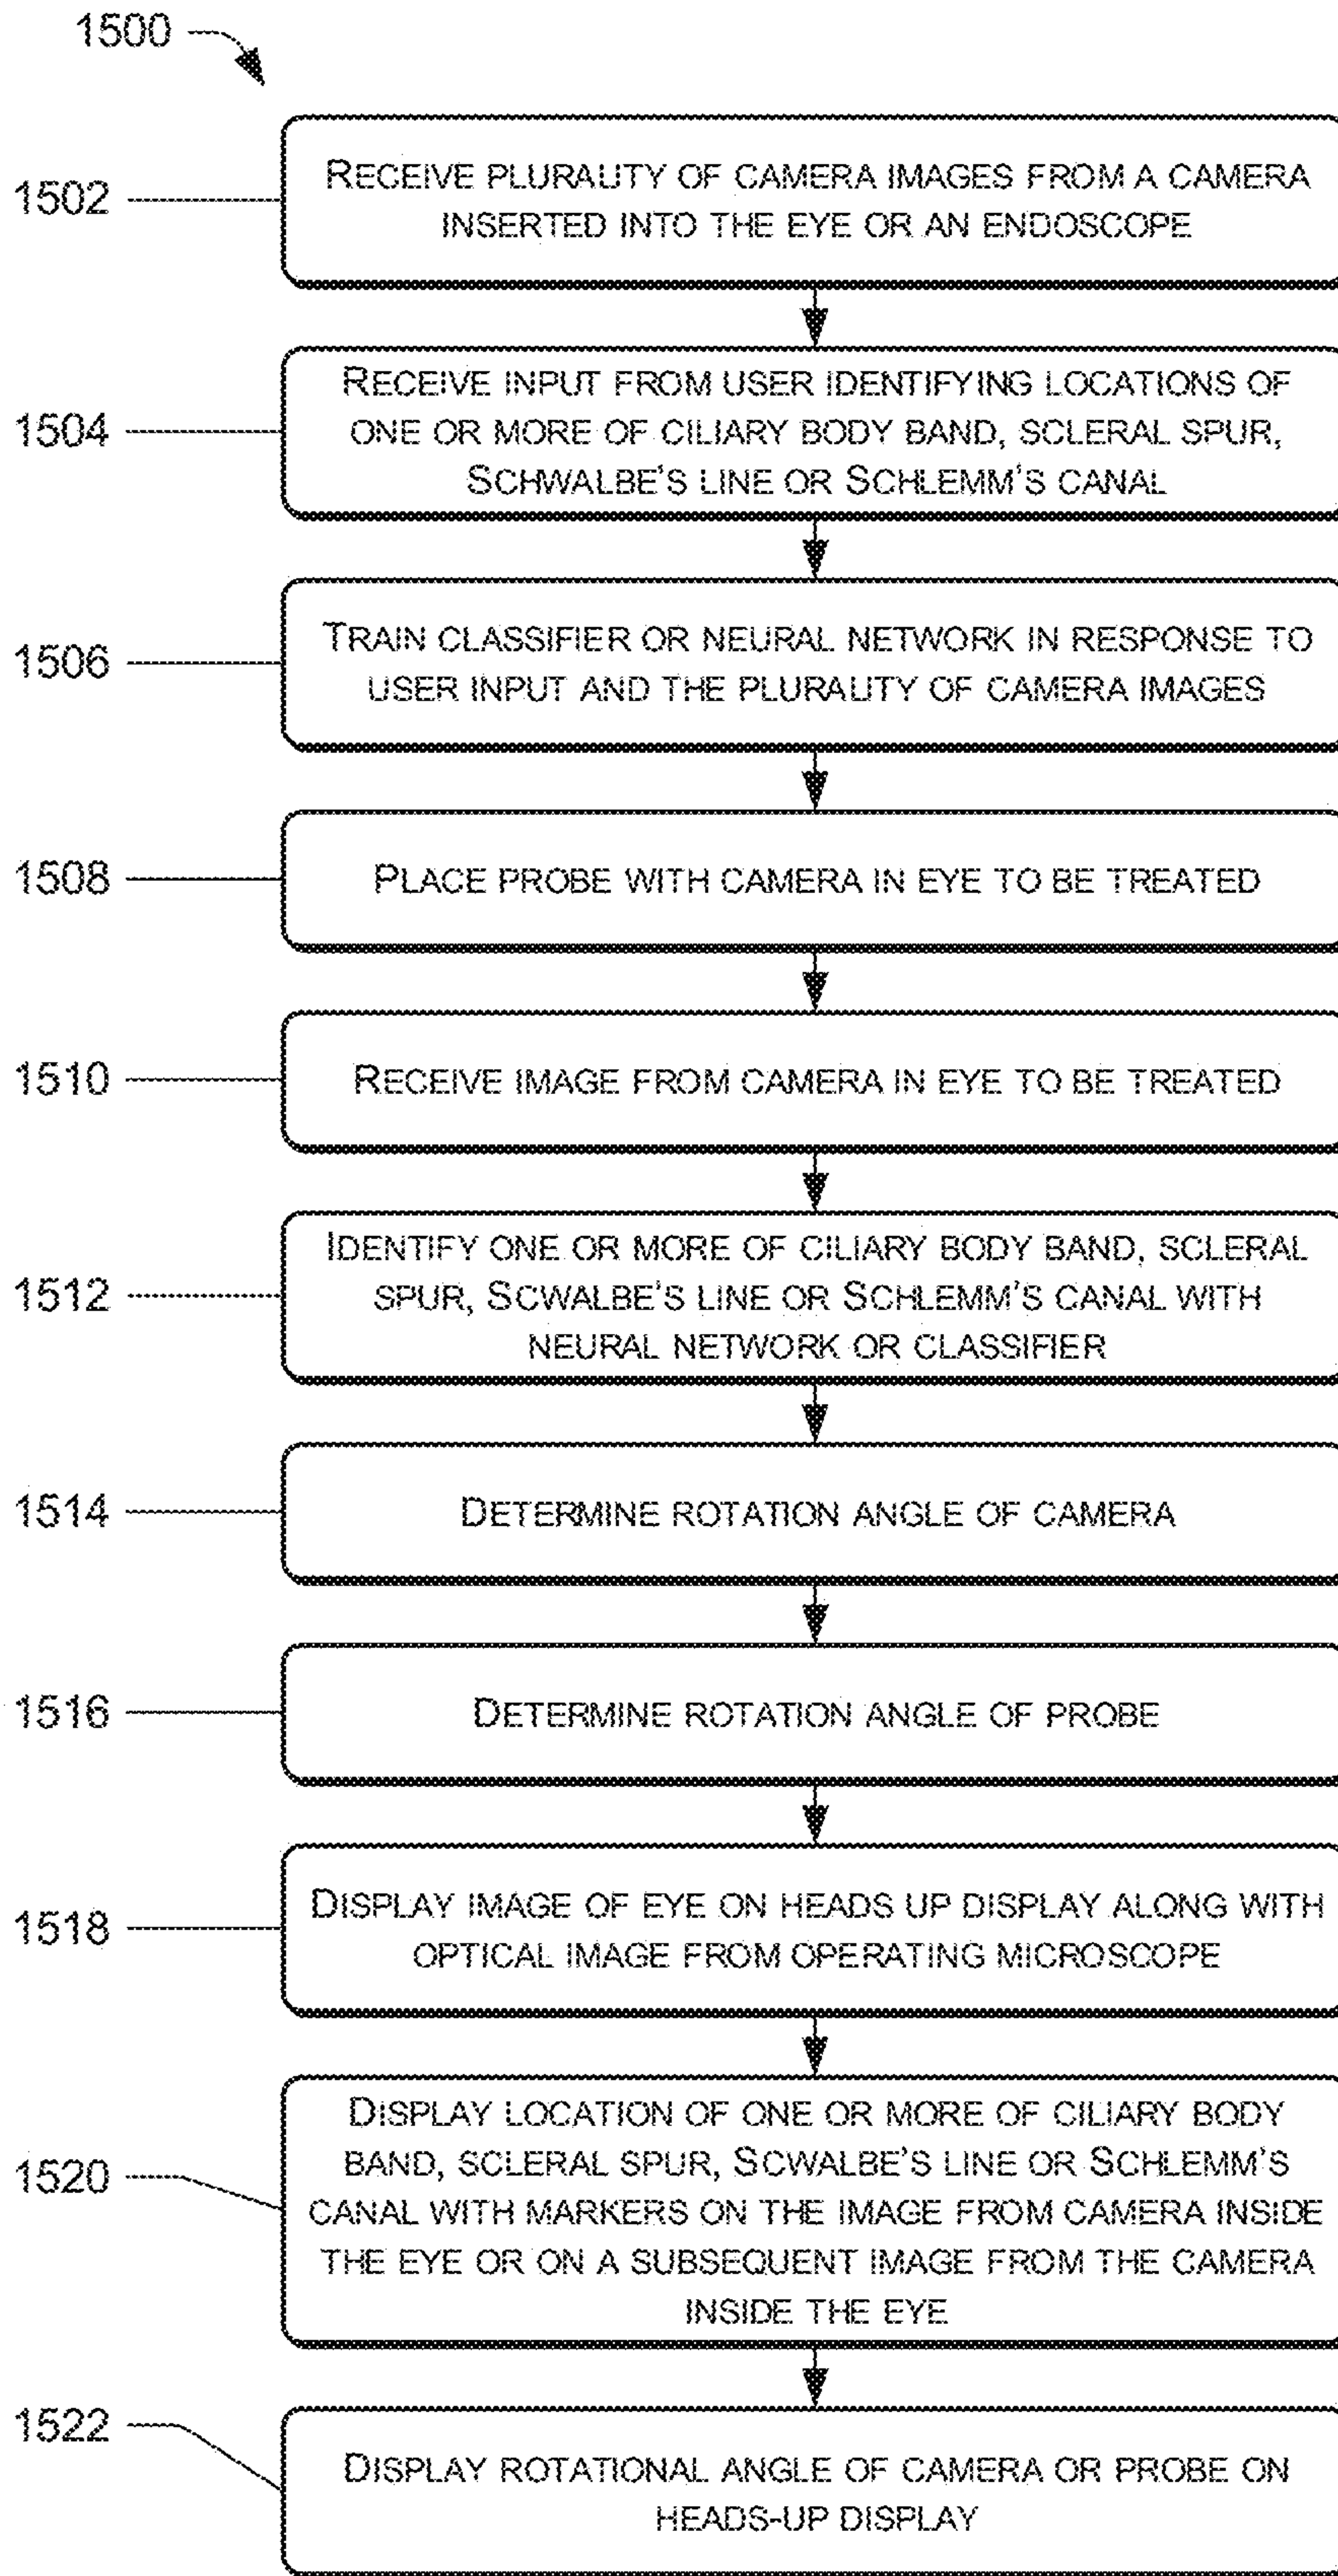 1500
1502
RECEIVE PLURALITY OF CAMERA IMAGES FROM A CAMERA
INSERTED INTO THE EYE OR AN ENDOSCOPE
1504
RECEIVE INPUT FROM USER IDENTIFYING LOCATIONS OF
ONE OR MORE OF CILIARY BODY BAND, SCLERAL SPUR,
SCHWALBE'S LINE OR SCHLEMM'S CANAL
1506
TRAIN CLASSIFIER OR NEURAL NETWORK IN RESPONSE TO
USER INPUT AND THE PLURALITY OF CAMERA IMAGES
1508
PLACE PROBE WITH CAMERA IN EYE TO BE TREATED
1510
RECEIVE IMAGE FROM CAMERA IN EYE TO BE TREATED
1512
IDENTIFY ONE OR MORE OF CILIARY BODY BAND, SCLERAL
SPUR, SCWALBE'S LINE OR SCHLEMM'S CANAL WITH
NEURAL NETWORK OR CLASSIFIER
1514
DETERMINE ROTATION ANGLE OF CAMERA
1516
DETERMINE ROTATION ANGLE OF PROBE
1518
DISPLAY IMAGE OF EYE ON HEADS UP DISPLAY ALONG WITH
OPTICAL IMAGE FROM OPERATING MICROSCOPE
1520
DISPLAY LOCATION OF ONE OR MORE OF CILIARY BODY
BAND, SCLERAL SPUR, SCWALBE'S LINE OR SCHLEMM'S
CANAL WITH MARKERS ON THE IMAGE FROM CAMERA INSIDE
THE EYE OR ON A SUBSEQUENT IMAGE FROM THE CAMERA
INSIDE THE EYE
1522
DISPLAY ROTATIONAL ANGLE OF CAMERA OR PROBE ON
HEADS-UP DISPLAY